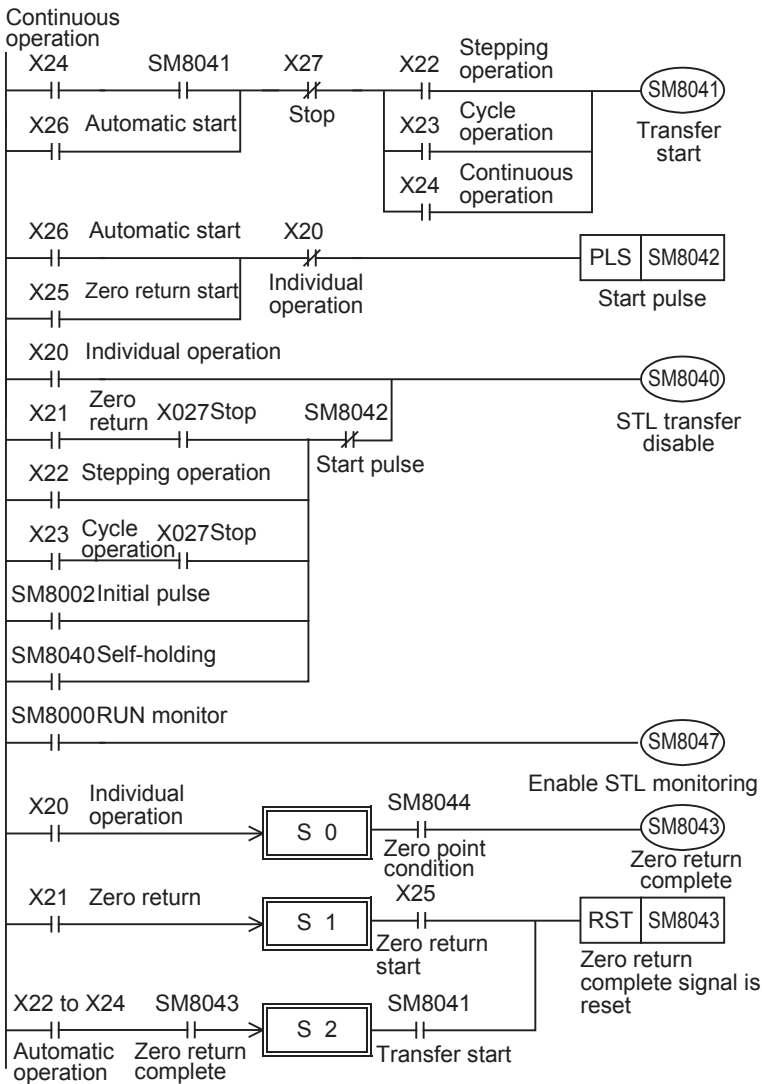 Continuous
operation
X24 SM8041 X27 X22 Stepping
operation
SM8041
X26 Automatic start Stop X23 Cycle
operation
Transfer
start
X24 Continuous
operation
X26 Automatic start X20
PLS SM8042
X25 Zero return start Individual
operation
Start pulse
X20 Individual operation
SM8040
X21 Zero
return X027Stop SM8042
STL transfer
disable
Start pulse
X22 Stepping operation
X23 Cycle
operation X027Stop
SM8002Initial pulse
SM8040Self-holding
SM8000RUN monitor
SM8047
Enable STL monitoring
X20 Individual
operation
S 0
SM8044
SM8043
Zero point
condition
Zero return
complete
X21 Zero return
S 1
X25
RST SM8043
Zero return
start
Zero return
complete signal is
reset
X22 to X24 SM8043
S 2
SM8041
Automatic
operation
Zero return
complete
Transfer start